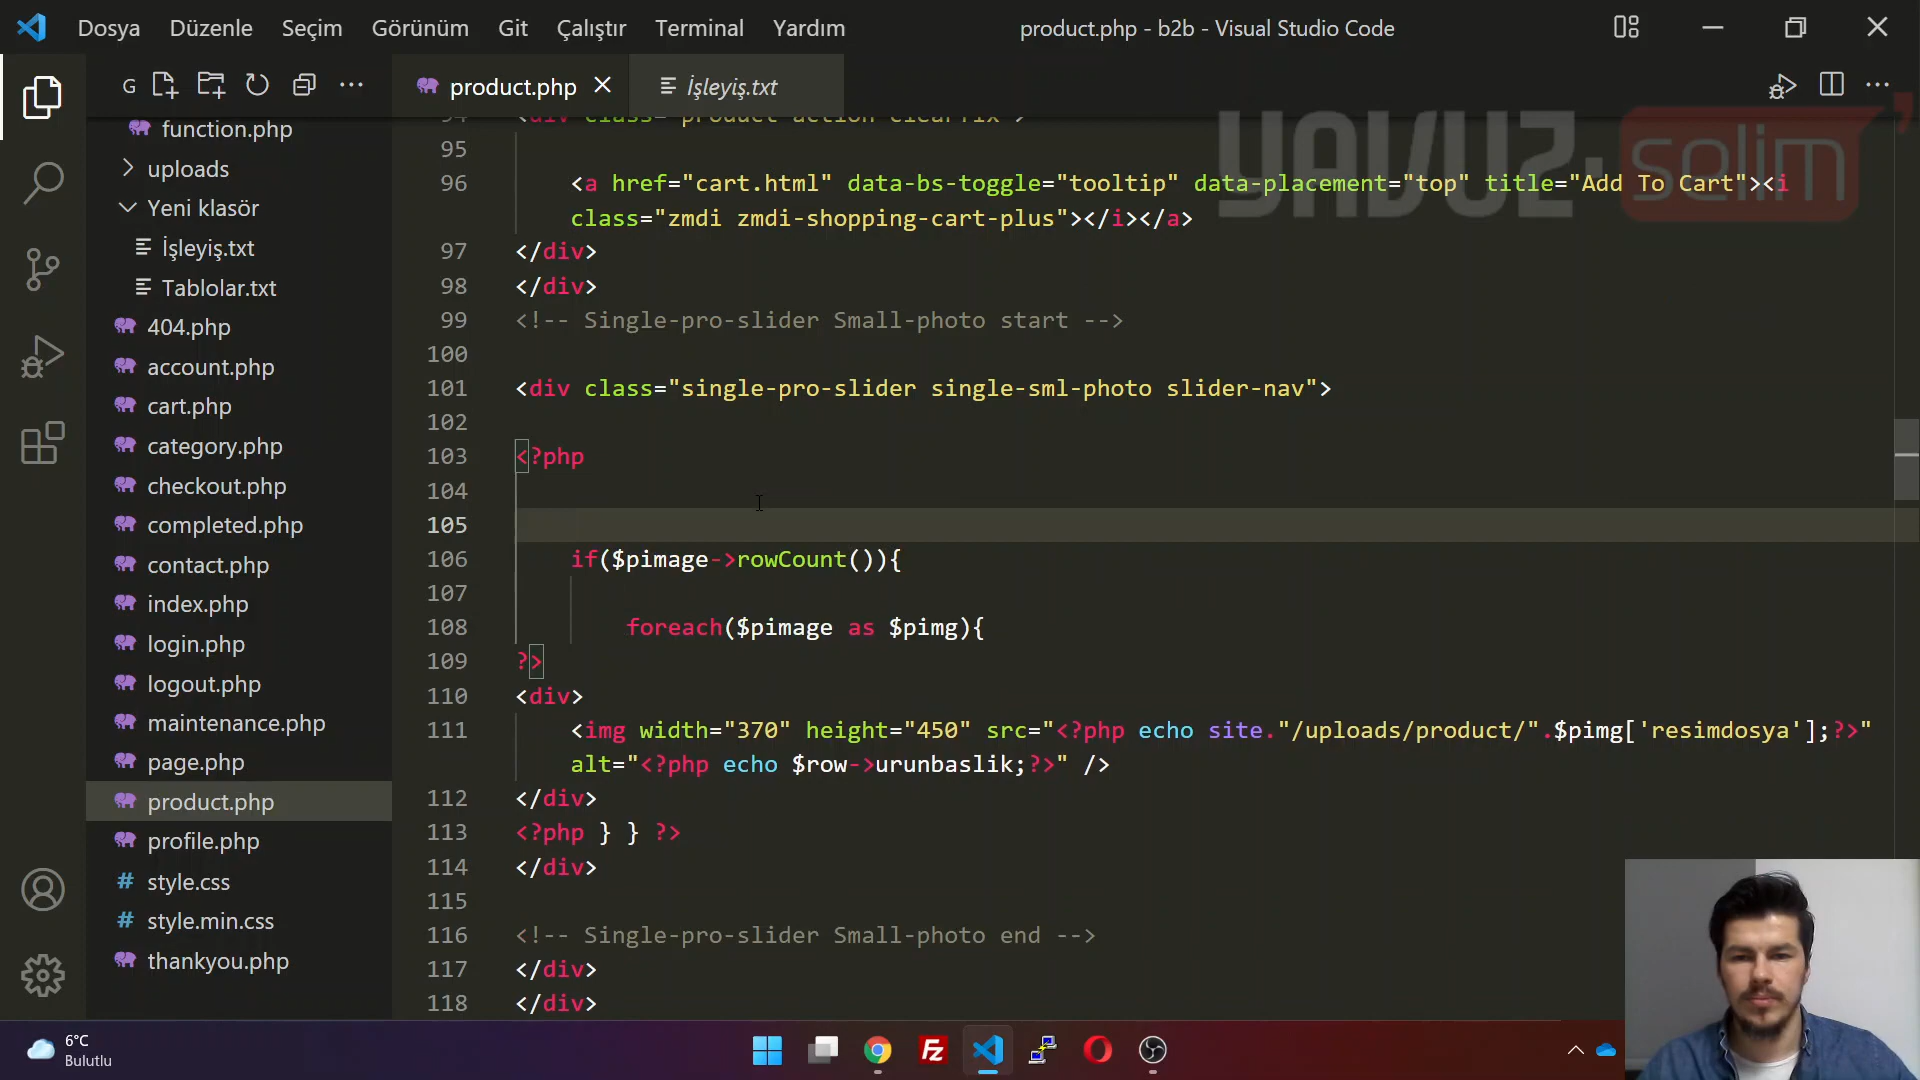 Dosya Düzenle Seçim Görünüm Git Çalıştır Terminal Yardım product.php - b2b - Visual Studio Code
G product.php İşleyiş.txt
YAVUZ selim
function.php
uploads
Yeni klasör
İşleyiş.txt
Tablolar.txt
404.php
account.php
cart.php
category.php
checkout.php
completed.php
contact.php
index.php
login.php
logout.php
maintenance.php
page.php
product.php
profile.php
# style.css
# style.min.css
thankyou.php
94 <div class="product-action clearfix">
95
96 <a href="cart.html" data-bs-toggle="tooltip" data-placement="top" title="Add To Cart"><i
class="zmdi zmdi-shopping-cart-plus"></i></a>
97 </div>
98 </div>
99 <!-- Single-pro-slider Small-photo start -->
100
101 <div class="single-pro-slider single-sml-photo slider-nav">
102
103 <?php
104
105
106 if($pimage->rowCount()){
107
108 foreach($pimage as $pimg){
109 ?>
110 <div>
111 <img width="370" height="450" src="<?php echo site."/uploads/product/".$pimg['resimdosya'];?>"
alt="<?php echo $row->urunbaslik;?>" />
112 </div>
113 <?php } } ?>
114 </div>
115
116 <!-- Single-pro-slider Small-photo end -->
117 </div>
118 </div>
6°C
Bulutlu